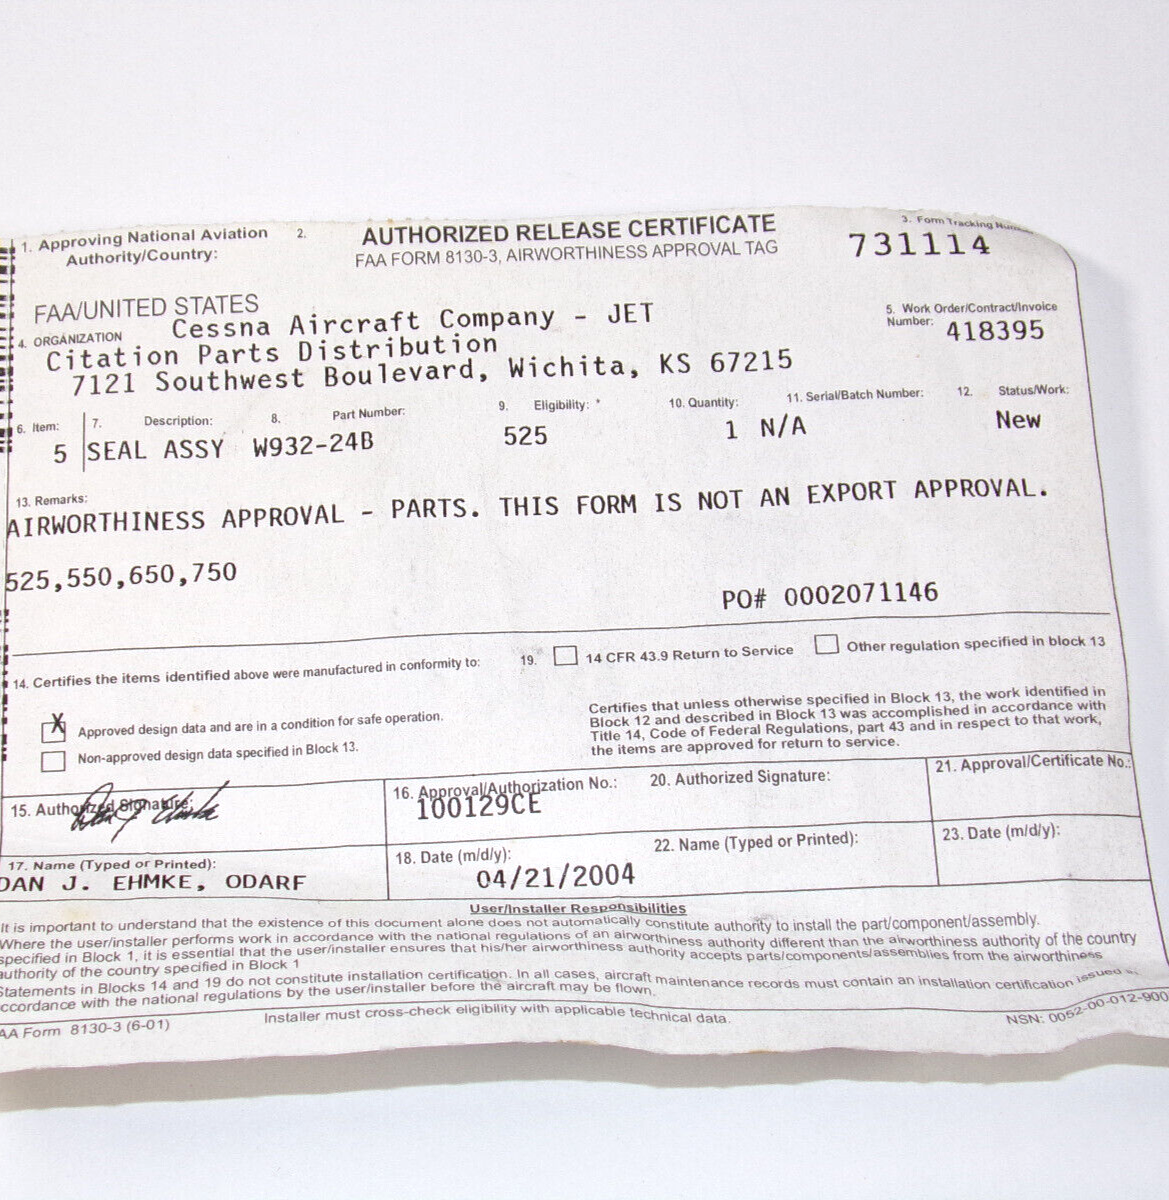 1. Approving National Aviation Authority/Country:
2.
AUTHORIZED RELEASE CERTIFICATE
FAA FORM 8130-3, AIRWORTHINESS APPROVAL TAG
3. Form Tracking
731114
FAA/UNITED STATES
4. ORGANIZATION
Cessna Aircraft Company - JET
Citation Parts Distribution
7121 Southwest Boulevard, Wichita, KS 67215
5. Work Order/Contract/Invoice
Number: 418395
6. Item: 7. Description: 8. Part Number: 9. Eligibility: * 10. Quantity: 11. Serial/Batch Number: 12. Status/Work:
5 SEAL ASSY W932-24B 525 1 N/A New
13. Remarks:
AIRWORTHINESS APPROVAL - PARTS. THIS FORM IS NOT AN EXPORT APPROVAL.
525,550,650,750
PO# 0002071146
14. Certifies the items identified above were manufactured in conformity to:
X Approved design data and are in a condition for safe operation.
Non-approved design data specified in Block 13.
19. 14 CFR 43.9 Return to Service Other regulation specified in block 13
Certifies that unless otherwise specified in Block 13, the work identified in
Block 12 and described in Block 13 was accomplished in accordance with
Title 14, Code of Federal Regulations, part 43 and in respect to that work,
the items are approved for return to service.
15. Authorized Signature:
16. Approval/Authorization No.:
100129CE
20. Authorized Signature:
21. Approval/Certificate No.:
17. Name (Typed or Printed):
DAN J. EHMKE, ODARF
18. Date (m/d/y):
04/21/2004
22. Name (Typed or Printed):
23. Date (m/d/y):
User/Installer Responsibilities
It is important to understand that the existence of this document alone does not automatically constitute authority to install the part/component/assembly.
Where the user/installer performs work in accordance with the national regulations of an airworthiness authority different than the airworthiness authority of the country
specified in Block 1, it is essential that the user/installer ensures that his/her airworthiness authority accepts parts/components/assemblies from the airworthiness
authority of the country specified in Block 1
Statements in Blocks 14 and 19 do not constitute installation certification. In all cases, aircraft maintenance records must contain an installation certification issued
accordance with the national regulations by the user/installer before the aircraft may be flown.
AA Form 8130-3 (6-01)
Installer must cross-check eligibility with applicable technical data.
NSN: 0052-00-012-900